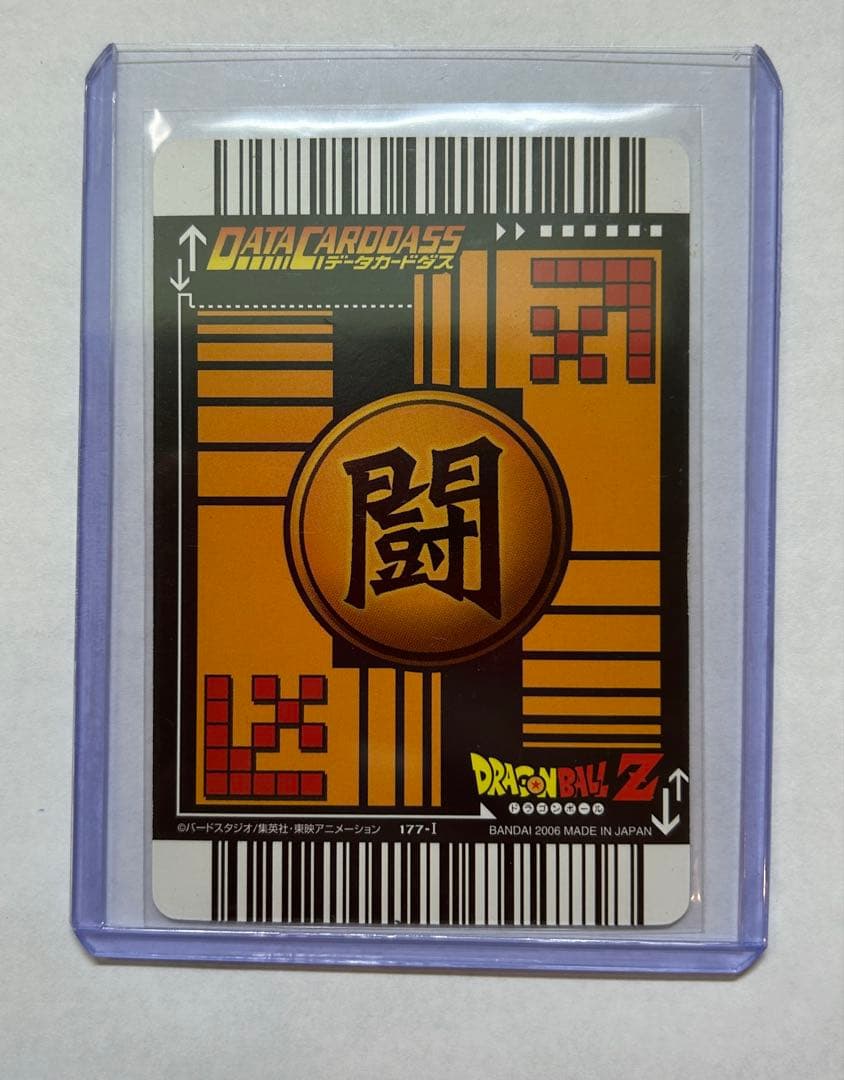 DATA CARDDASS
データカードダス
闘
DRAGON BALL Z
ドラゴンボール
©バードスタジオ/集英社・東映アニメーション 177-I BANDAI 2006 MADE IN JAPAN